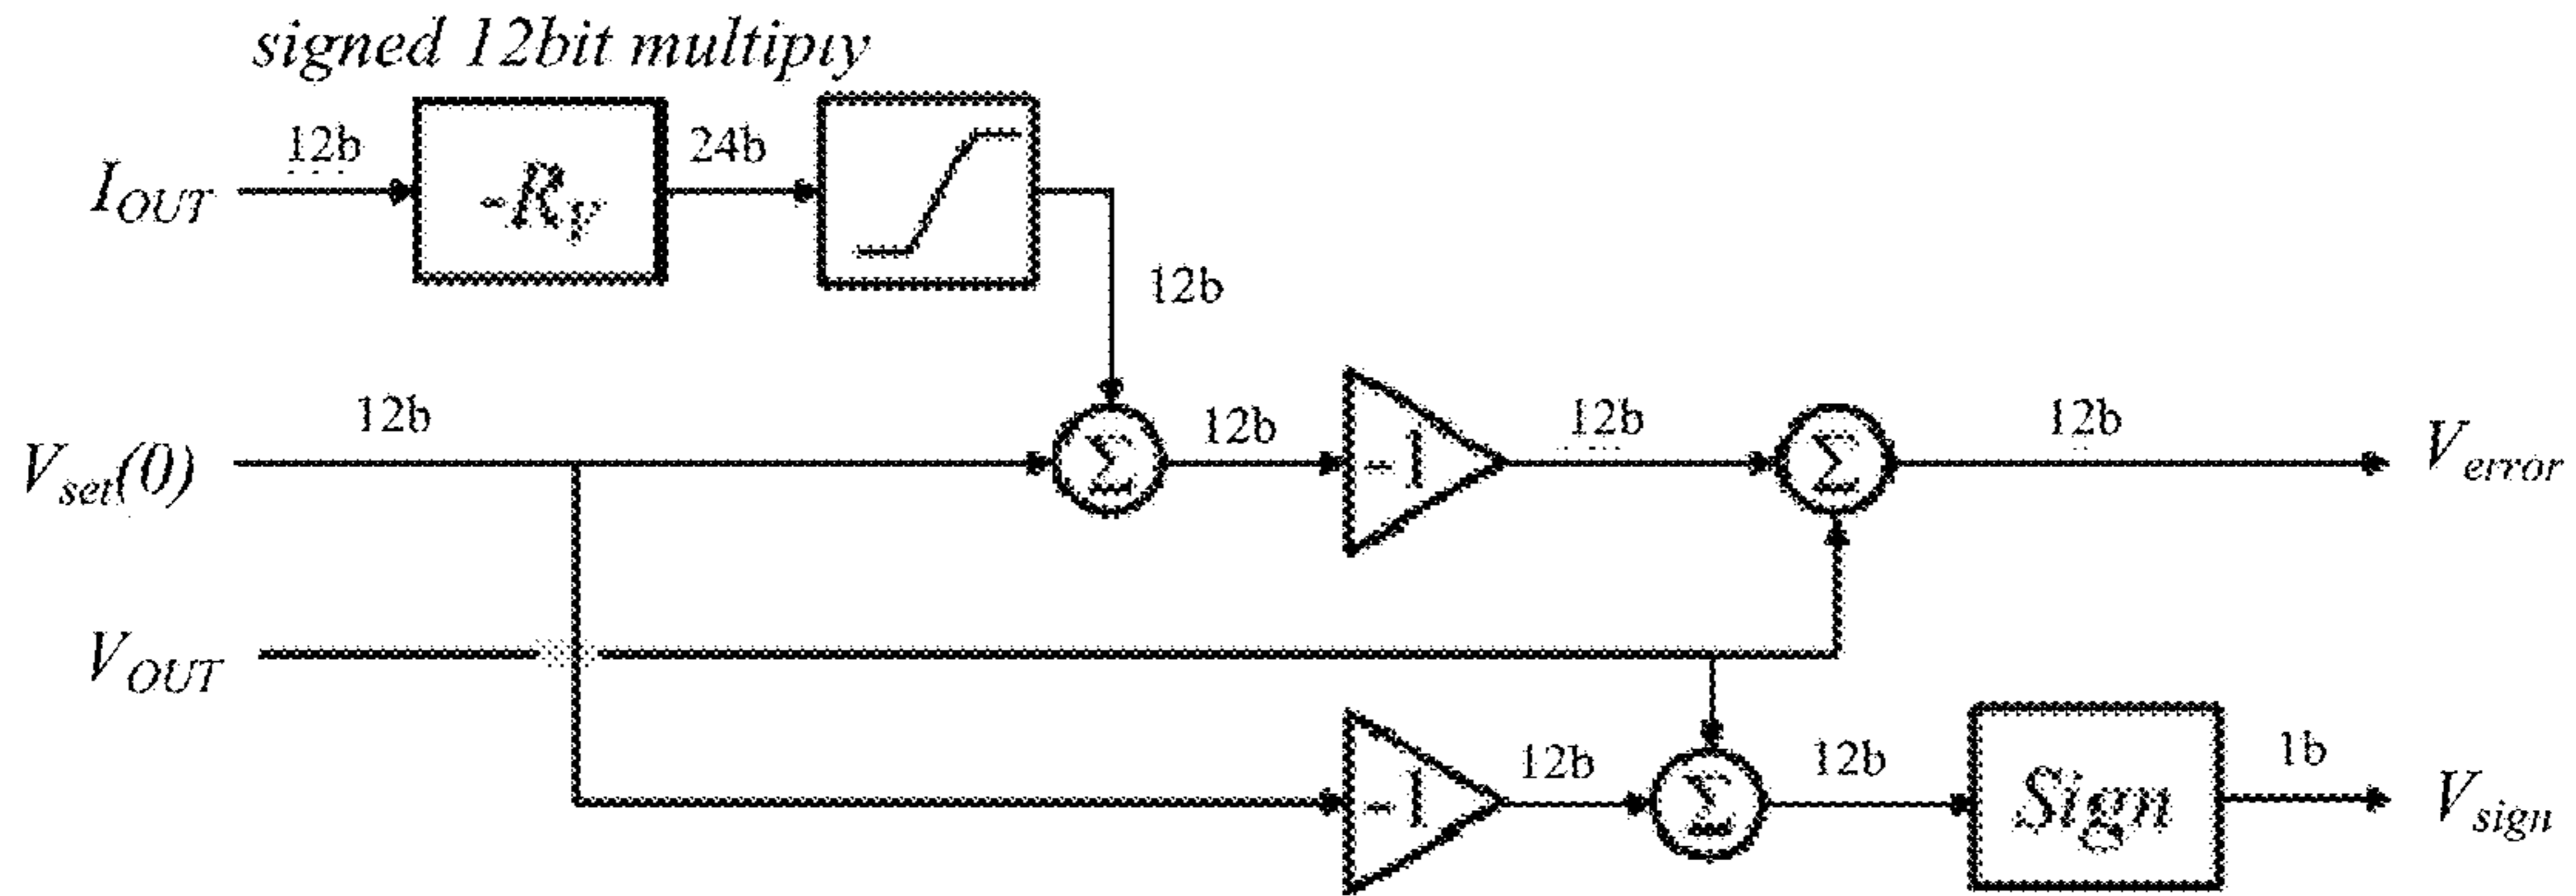 signed 12bit multiply
I_OUT 12b -R_V 24b
12b
V_set(0) 12b Σ 12b -1 12b Σ 12b V_error
V_OUT
-1 12b Σ 12b Sign 1b V_sign